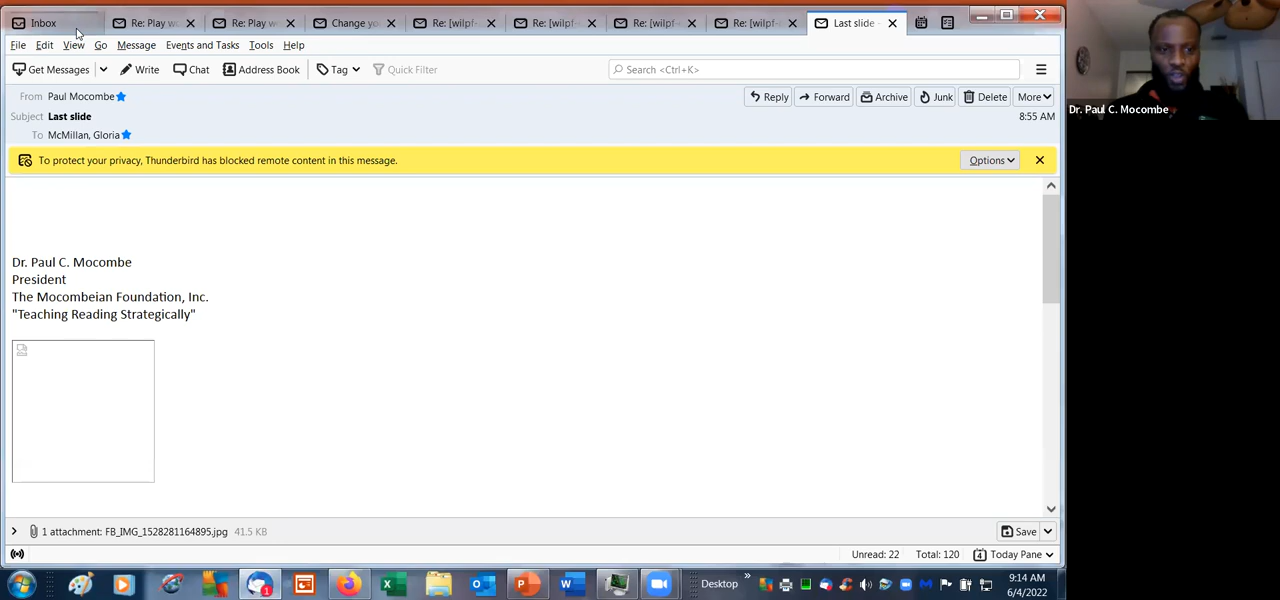 Inbox
Re: Play wo
Re: Play wo
Change yo
Re: [wilpf-
Re: [wilpf-
Re: [wilpf-
Re: [wilpf-
Last slide -
File Edit View Go Message Events and Tasks Tools Help
Get Messages Write Chat Address Book Tag Quick Filter Search <Ctrl+K>
From Paul Mocombe Reply Forward Archive Junk Delete More
Subject Last slide 8:55 AM
To McMillan, Gloria
To protect your privacy, Thunderbird has blocked remote content in this message. Options
Dr. Paul C. Mocombe
President
The Mocombeian Foundation, Inc.
"Teaching Reading Strategically"
1 attachment: FB_IMG_1528281164895.jpg 41.5 KB Save
Unread: 22 Total: 120 4 Today Pane
Desktop 9:14 AM
6/4/2022
Dr. Paul C. Mocombe